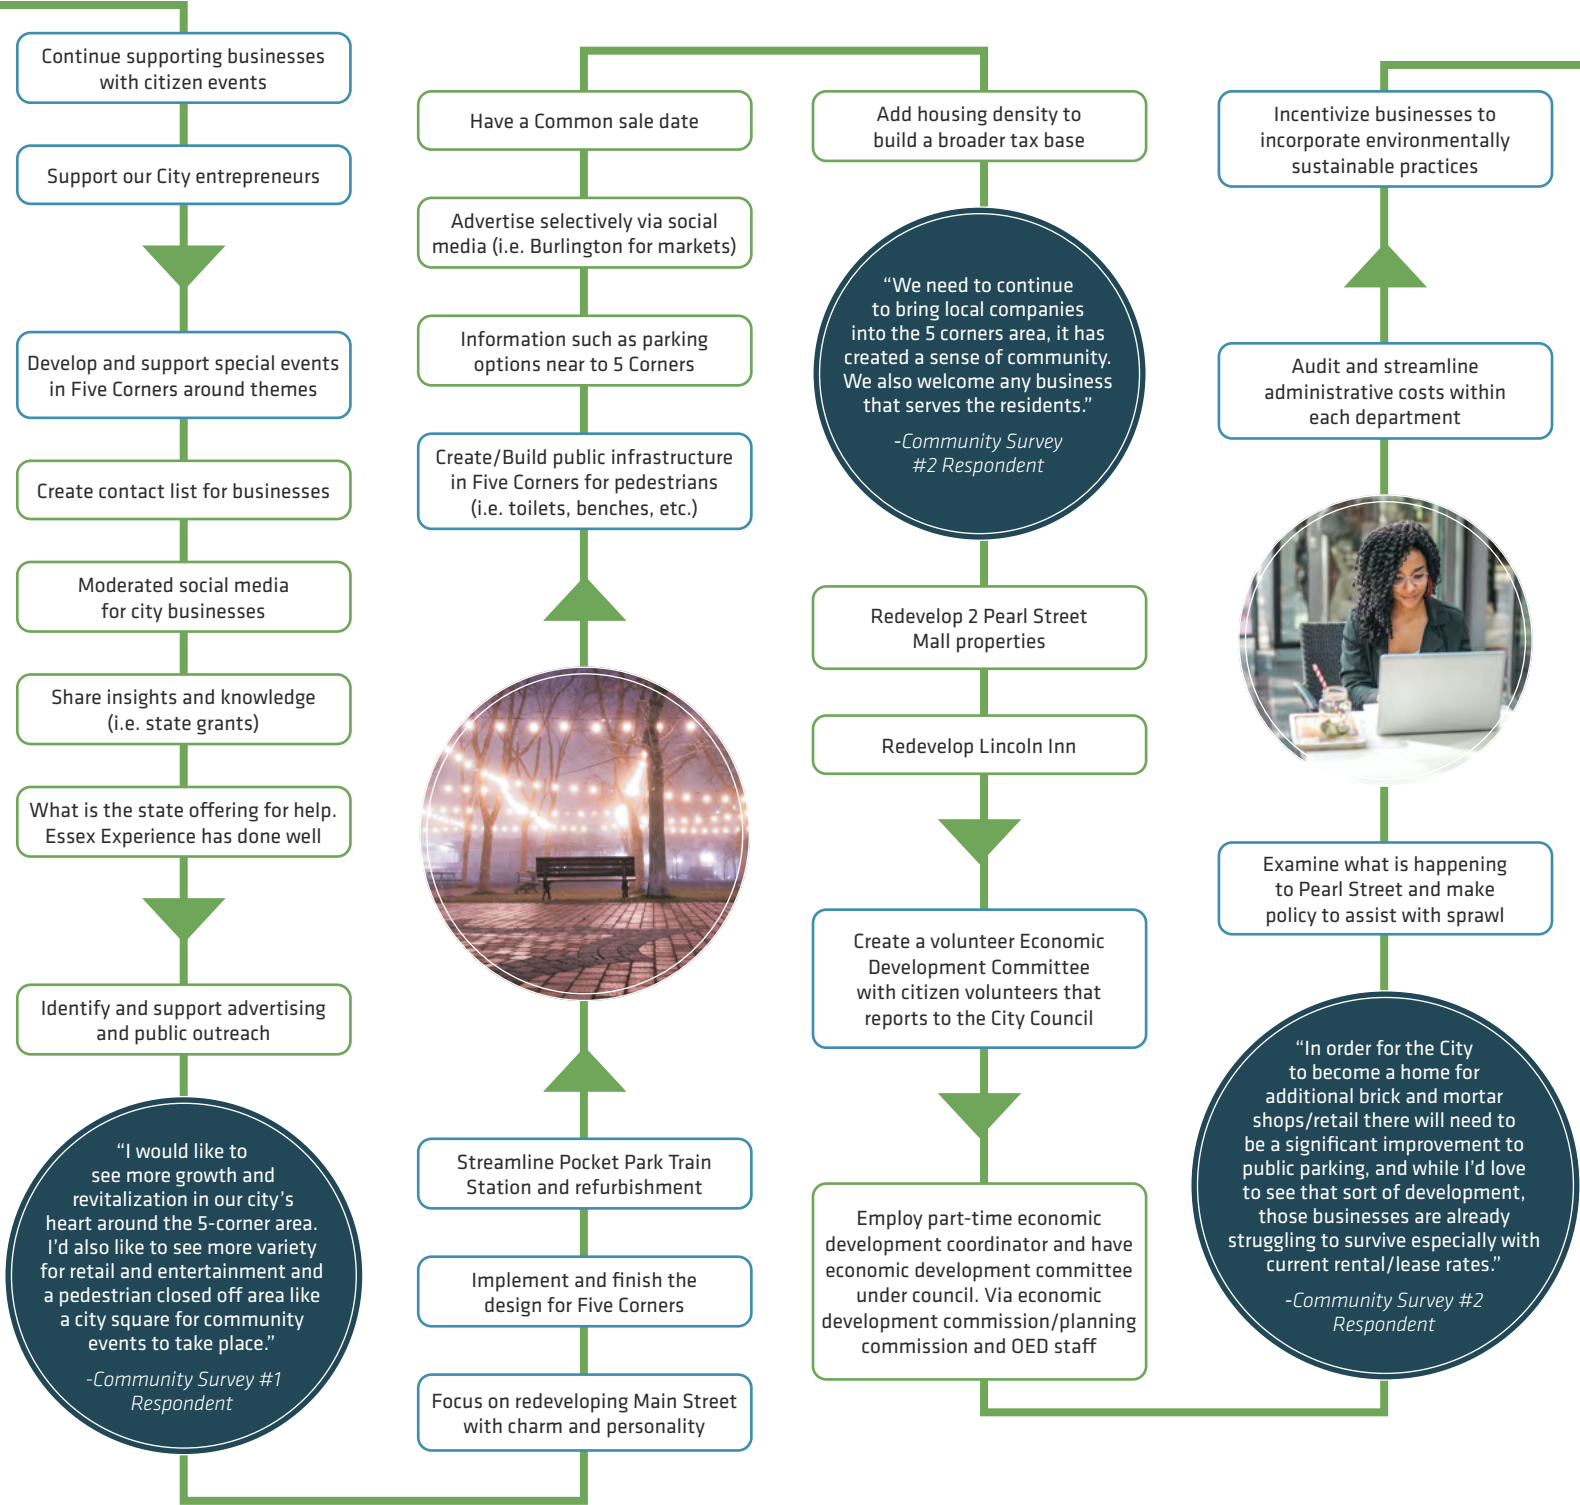 Continue supporting businesses
with citizen events
Support our City entrepreneurs
Develop and support special events
in Five Corners around themes
Create contact list for businesses
Moderated social media
for city businesses
Share insights and knowledge
(i.e. state grants)
What is the state offering for help.
Essex Experience has done well
Identify and support advertising
and public outreach
“I would like to
see more growth and
revitalization in our city’s
heart around the 5-corner area.
I’d also like to see more variety
for retail and entertainment and
a pedestrian closed off area like
a city square for community
events to take place.”
-Community Survey #1
Respondent
Focus on redeveloping Main Street
with charm and personality
Implement and finish the
design for Five Corners
Streamline Pocket Park Train
Station and refurbishment
Create/Build public infrastructure
in Five Corners for pedestrians
(i.e. toilets, benches, etc.)
Information such as parking
options near to 5 Corners
Advertise selectively via social
media (i.e. Burlington for markets)
Have a Common sale date
Add housing density to
build a broader tax base
“We need to continue
to bring local companies
into the 5 corners area, it has
created a sense of community.
We also welcome any business
that serves the residents.”
-Community Survey
#2 Respondent
Redevelop 2 Pearl Street
Mall properties
Redevelop Lincoln Inn
Create a volunteer Economic
Development Committee
with citizen volunteers that
reports to the City Council
Employ part-time economic
development coordinator and have
economic development committee
under council. Via economic
development commission/planning
commission and OED staff
“In order for the City
to become a home for
additional brick and mortar
shops/retail there will need to
be a significant improvement to
public parking, and while I’d love
to see that sort of development,
those businesses are already
struggling to survive especially with
current rental/lease rates.”
-Community Survey #2
Respondent
Examine what is happening
to Pearl Street and make
policy to assist with sprawl
Audit and streamline
administrative costs within
each department
Incentivize businesses to
incorporate environmentally
sustainable practices